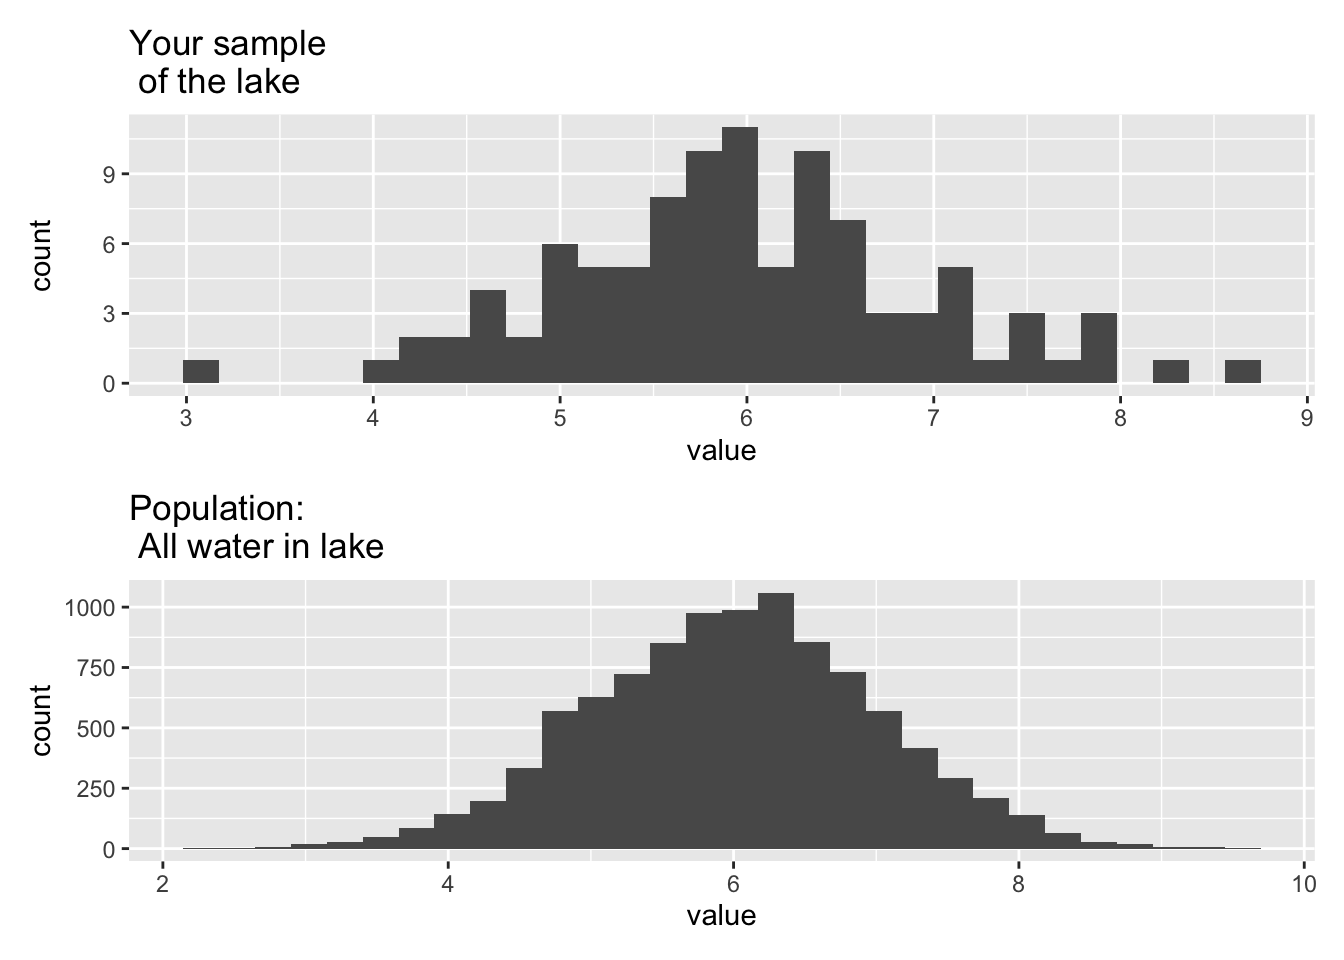 Your sample
of the lake
9
6
3
0
count
3 4 5 6 7 8 9
value
Population:
All water in lake
1000
750
500
250
0
count
2 4 6 8 10
value